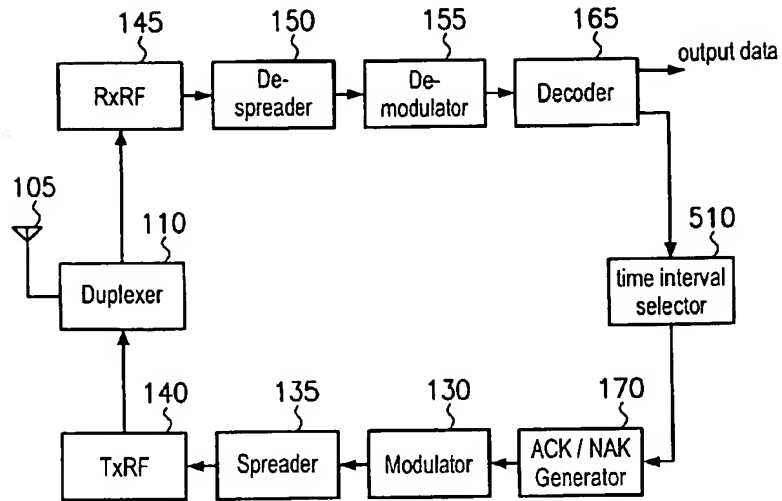 145
150
155
165
RxRF
De-
spreader
De-
modulator
Decoder
output data
105
110
Duplexer
510
time interval
selector
140
135
130
170
TxRF
Spreader
Modulator
ACK / NAK
Generator